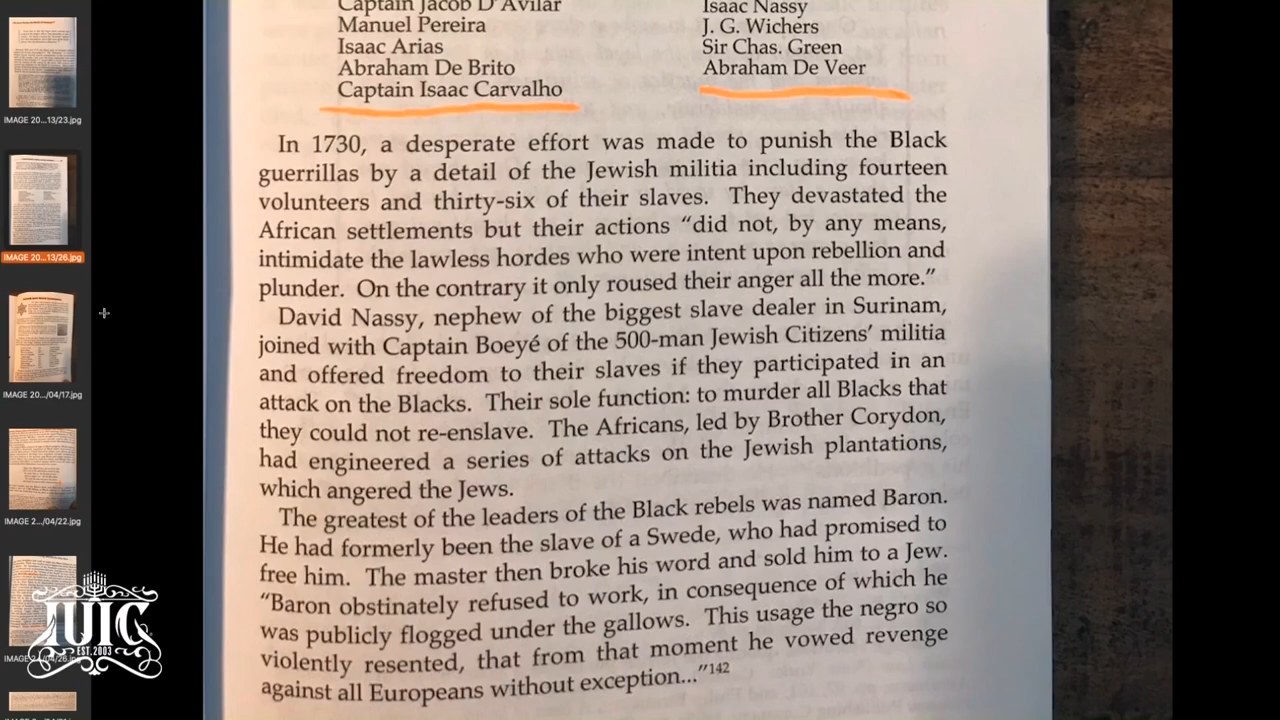 Captain Jacob D'Avilar
Manuel Pereira
Isaac Arias
Abraham De Brito
Captain Isaac Carvalho
Isaac Nassy
J. G. Wichers
Sir Chas. Green
Abraham De Veer
In 1730, a desperate effort was made to punish the Black
guerrillas by a detail of the Jewish militia including fourteen
volunteers and thirty-six of their slaves. They devastated the
African settlements but their actions “did not, by any means,
intimidate the lawless hordes who were intent upon rebellion and
plunder. On the contrary it only roused their anger all the more.”
David Nassy, nephew of the biggest slave dealer in Surinam,
joined with Captain Boeyé of the 500-man Jewish Citizens’ militia
and offered freedom to their slaves if they participated in an
attack on the Blacks. Their sole function: to murder all Blacks that
they could not re-enslave. The Africans, led by Brother Corydon,
had engineered a series of attacks on the Jewish plantations,
which angered the Jews.
The greatest of the leaders of the Black rebels was named Baron.
He had formerly been the slave of a Swede, who had promised to
free him. The master then broke his word and sold him to a Jew.
“Baron obstinately refused to work, in consequence of which he
was publicly flogged under the gallows. This usage the negro so
violently resented, that from that moment he vowed revenge
against all Europeans without exception...”142
IMAGE 20...13/23.jpg
IMAGE 20...13/26.jpg
IMAGE 20.../04/17.jpg
IMAGE 2.../04/22.jpg
IUIC
EST. 2003